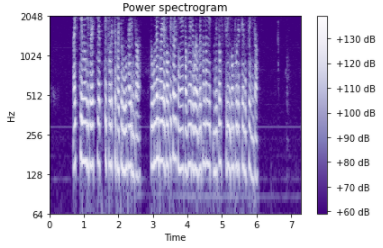 Power spectrogram
2048
1024
512
256
128
64
Hz
0 1 2 3 4 5 6 7
Time
+130 dB
+120 dB
+110 dB
+100 dB
+90 dB
+80 dB
+70 dB
+60 dB